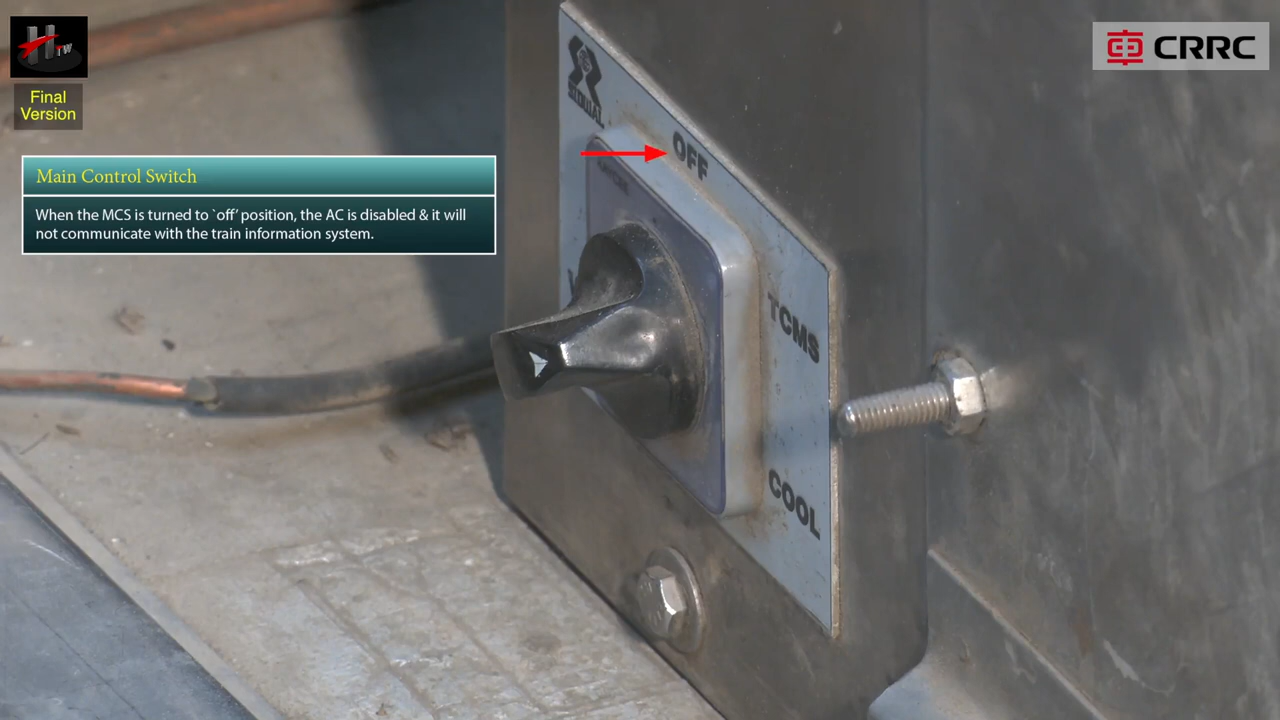 TW
Final
Version
CRRC
Main Control Switch
When the MCS is turned to `off' position, the AC is disabled & it will
not communicate with the train information system.
OFF
TCMS
COOL